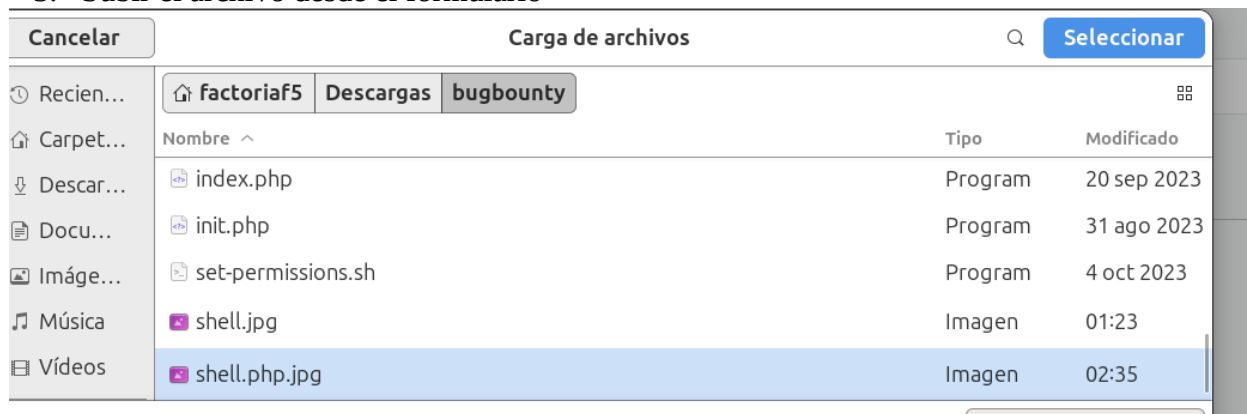 Cancelar Carga de archivos Seleccionar
Recien... factoriaf5 Descargas bugbounty
Carpet... Nombre Tipo Modificado
Descar... index.php Program 20 sep 2023
Docu... init.php Program 31 ago 2023
Imáge... set-permissions.sh Program 4 oct 2023
Música shell.jpg Imagen 01:23
Vídeos shell.php.jpg Imagen 02:35